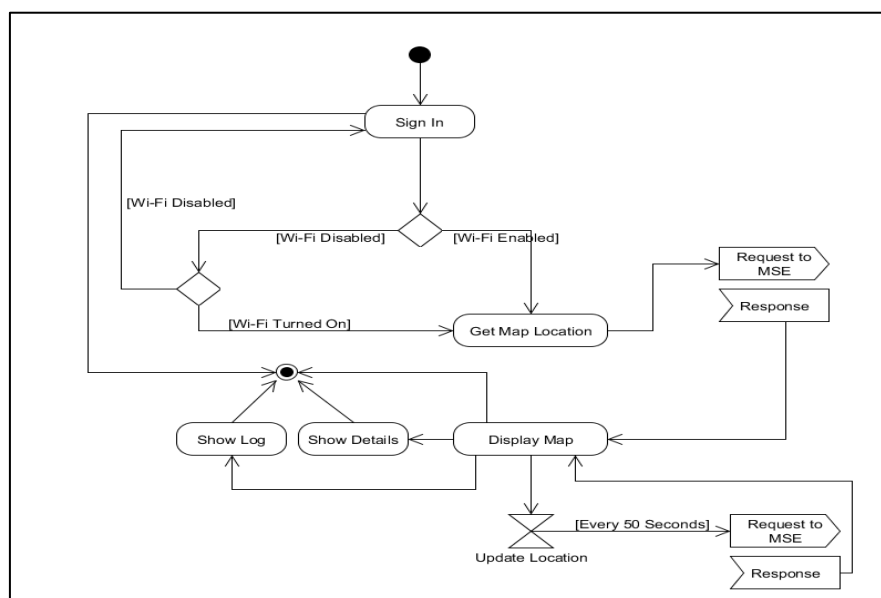 Sign In
[Wi-Fi Disabled]
[Wi-Fi Disabled]
[Wi-Fi Enabled]
Request to
MSE
Response
[Wi-Fi Turned On]
Get Map Location
Show Log
Show Details
Display Map
[Every 50 Seconds]
Request to
MSE
Update Location
Response